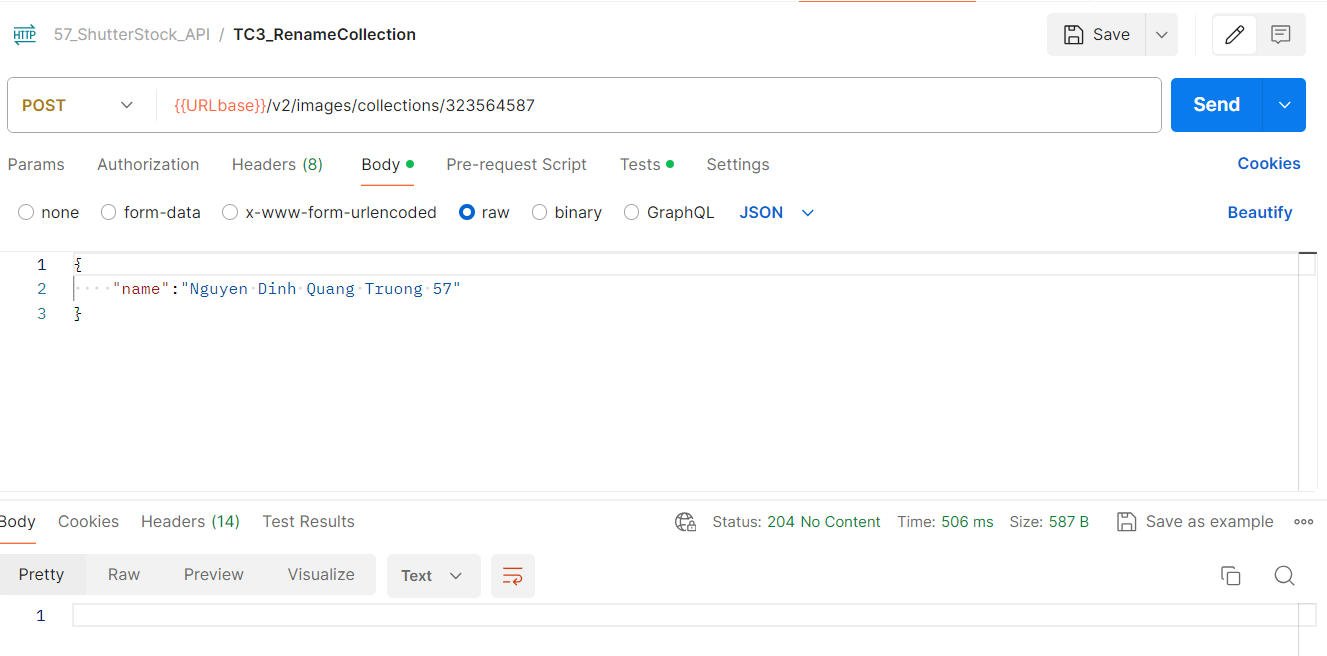 HTTP 57_ShutterStock_API / TC3_RenameCollection Save
POST {{URLbase}}/v2/images/collections/323564587 Send
Params Authorization Headers (8) Body Pre-request Script Tests Settings Cookies
none form-data x-www-form-urlencoded raw binary GraphQL JSON Beautify
1 {
2 "name":"Nguyen Dinh Quang Truong 57"
3 }
Body Cookies Headers (14) Test Results Status: 204 No Content Time: 506 ms Size: 587 B Save as example
Pretty Raw Preview Visualize Text
1